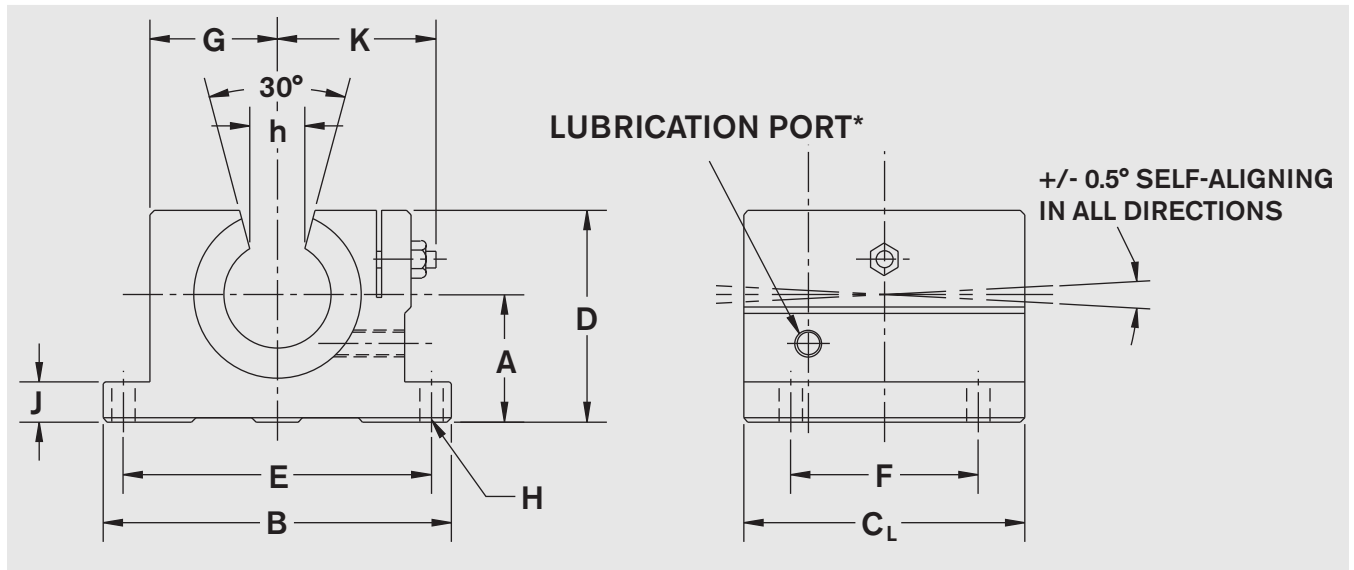 G K
30°
h
LUBRICATION PORT*
+/- 0.5° SELF-ALIGNING
IN ALL DIRECTIONS
D
A
J
E
H
F
B
CL